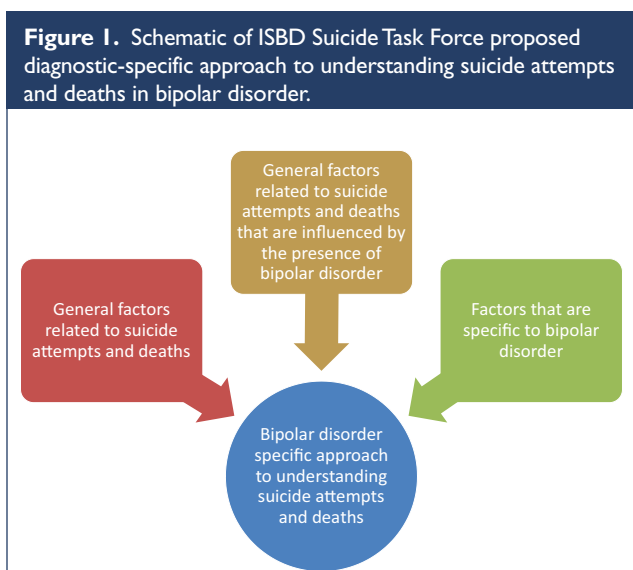 Figure 1. Schematic of ISBD Suicide Task Force proposed
diagnostic-specific approach to understanding suicide attempts
and deaths in bipolar disorder.
General factors
related to suicide
attempts and deaths
General factors
related to suicide
attempts and deaths
that are influenced by
the presence of
bipolar disorder
Factors that are
specific to bipolar
disorder
Bipolar disorder
specific approach
to understanding
suicide attempts
and deaths